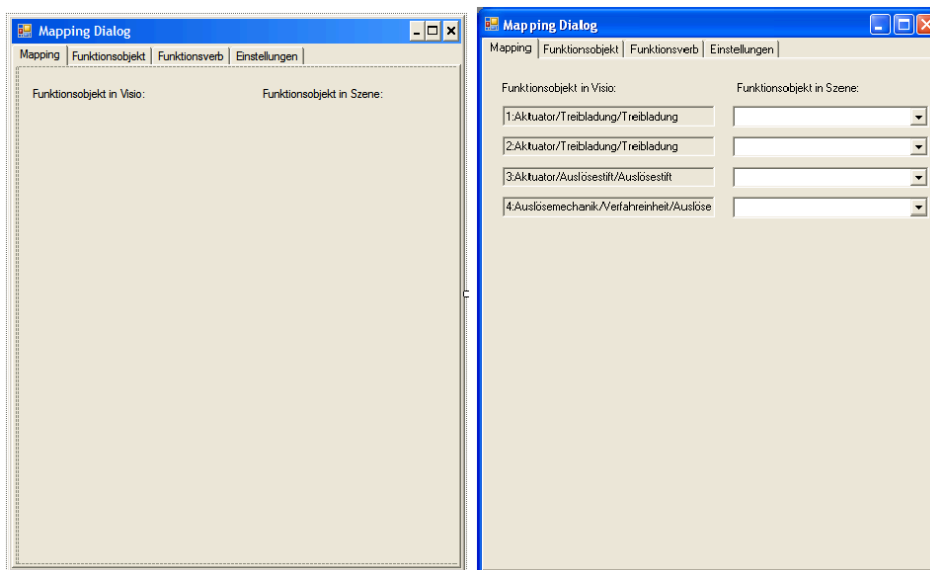 Mapping Dialog
Mapping Funktionsobjekt Funktionsverb Einstellungen
Funktionsobjekt in Visio: Funktionsobjekt in Szene:
Mapping Dialog
Mapping Funktionsobjekt Funktionsverb Einstellungen
Funktionsobjekt in Visio: Funktionsobjekt in Szene:
1:Aktuator/Treibladung/Treibladung
2:Aktuator/Treibladung/Treibladung
3:Aktuator/Auslösestift/Auslösestift
4:Auslösemechanik/Verfahreinheit/Auslöse